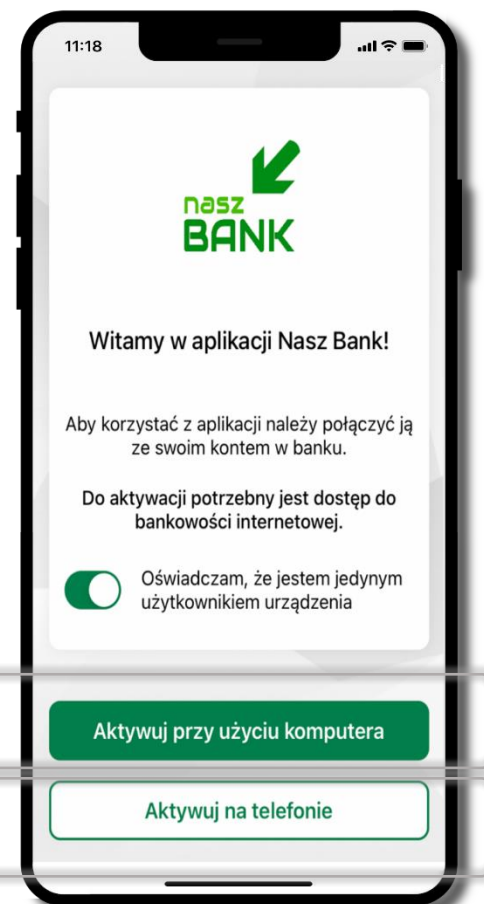 11:18
nasz
BANK
Witamy w aplikacji Nasz Bank!
Aby korzystać z aplikacji należy połączyć ją
ze swoim kontem w banku.
Do aktywacji potrzebny jest dostęp do
bankowości internetowej.
Oświadczam, że jestem jedynym
użytkownikiem urządzenia
Aktywuj przy użyciu komputera
Aktywuj na telefonie